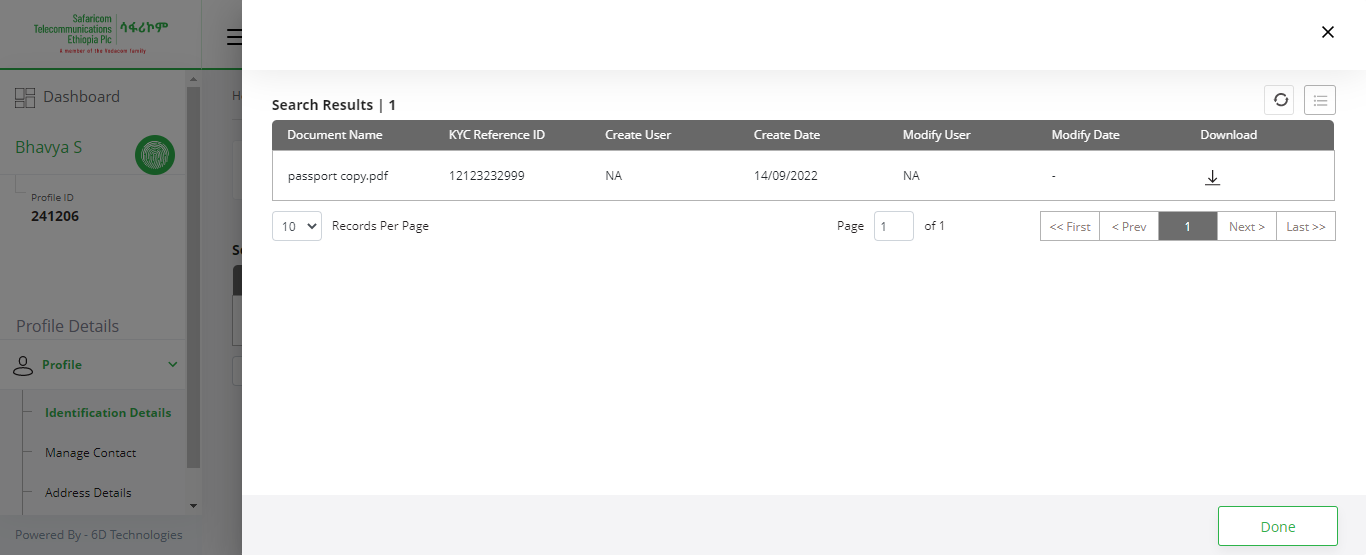 Safaricom
Telecommunications
Ethiopia Plc
ሳፋሪኮም
A member of the Vodacom family
Dashboard
Bhavya S
Profile ID
241206
Profile Details
Profile
Identification Details
Manage Contact
Address Details
Powered By - 6D Technologies
Search Results | 1
Document Name KYC Reference ID Create User Create Date Modify User Modify Date Download
passport copy.pdf 12123232999 NA 14/09/2022 NA -
10 Records Per Page Page 1 of 1 << First < Prev 1 Next > Last >>
Done